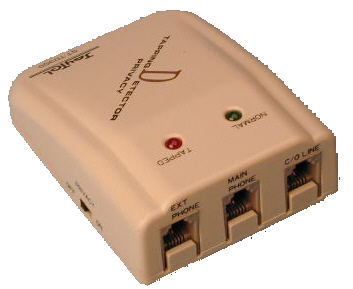 TAPPING
DETECTOR
PRIVACY
NORMAL
TAPPED
EXT
PHONE
MAIN
PHONE
C/O LINE